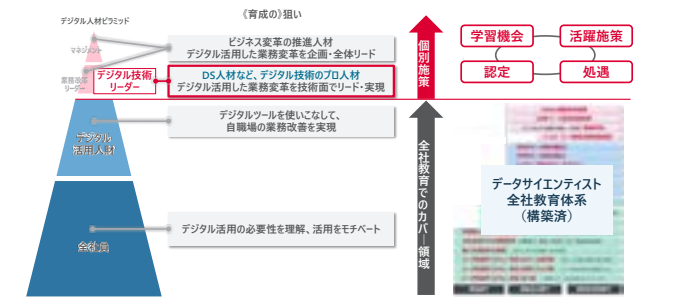 デジタル人材ピラミッド
《育成の》狙い
マネジメント
業務改革
リーダー
デジタル技術
リーダー
ビジネス変革の推進人材
デジタル活用した業務変革を企画・全体リード
DS人材など、デジタル技術のプロ人材
デジタル活用した業務変革を技術面でリード・実現
個別施策
学習機会
活躍施策
認定
処遇
デジタル
活用人材
デジタルツールを使いこなして、
自職場の業務改善を実現
全社員
デジタル活用の必要性を理解、活用をモチベート
全社教育でのカバー領域
データサイエンティスト
全社教育体系
（構築済）